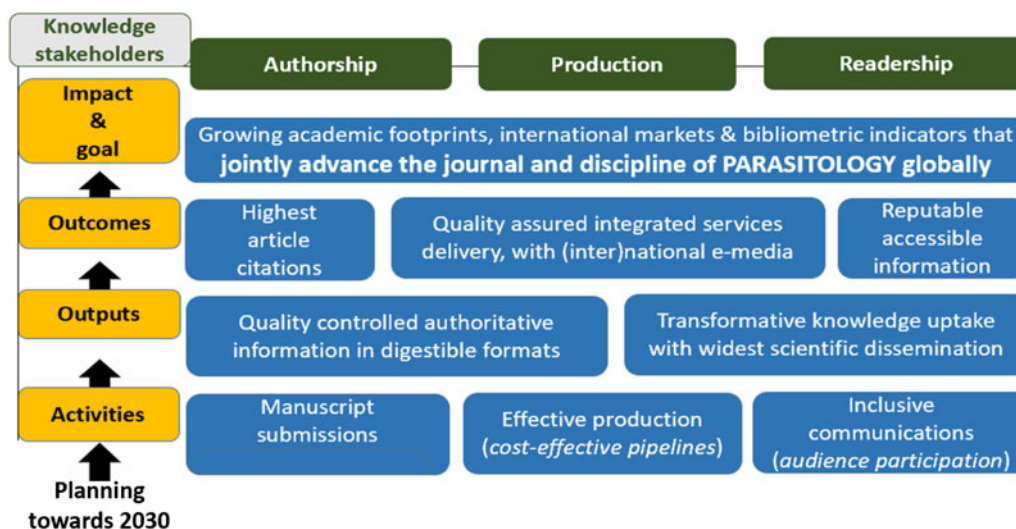 Knowledge
stakeholders
Authorship
Production
Readership
Impact
&
goal
Growing academic footprints, international markets & bibliometric indicators that
jointly advance the journal and discipline of PARASITOLOGY globally
Outcomes
Highest
article
citations
Quality assured integrated services
delivery, with (inter)national e-media
Reputable
accessible
information
Outputs
Quality controlled authoritative
information in digestible formats
Transformative knowledge uptake
with widest scientific dissemination
Activities
Manuscript
submissions
Effective production
(cost-effective pipelines)
Inclusive
communications
(audience participation)
Planning
towards 2030